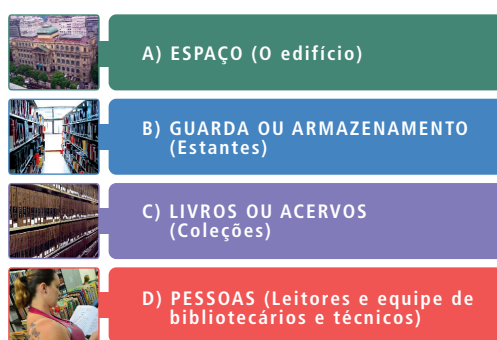 A) ESPAÇO (O edifício)
B) GUARDA OU ARMAZENAMENTO
(Estantes)
C) LIVROS OU ACERVOS
(Coleções)
D) PESSOAS (Leitores e equipe de
bibliotecários e técnicos)